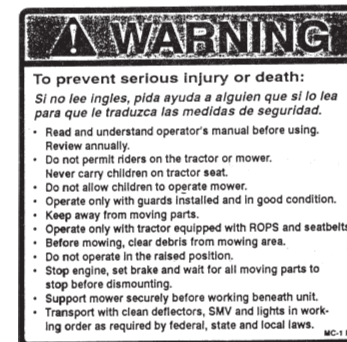 WARNING
To prevent serious injury or death:
Si no lee ingles, pida ayuda a alguien que si lo lea
para que le traduzca las medidas de seguridad.
• Read and understand operator's manual before using.
Review annually.
• Do not permit riders on the tractor or mower.
Never carry children on tractor seat.
• Do not allow children to operate mower.
• Operate only with guards installed and in good condition.
• Keep away from moving parts.
• Operate only with tractor equipped with ROPS and seatbelts
• Before mowing, clear debris from mowing area.
• Do not operate in the raised position.
• Stop engine, set brake and wait for all moving parts to
stop before dismounting.
• Support mower securely before working beneath unit.
• Transport with clean deflectors, SMV and lights in work-
ing order as required by federal, state and local laws.
MC-1